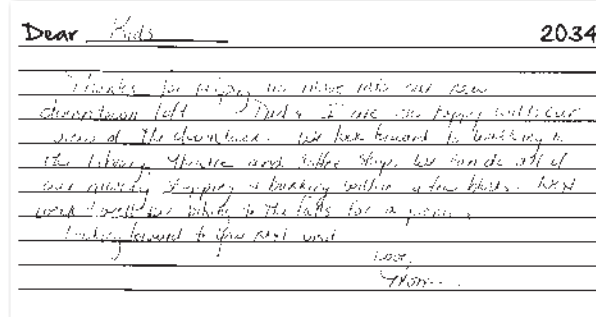 Dear Kids 2034
Thanks for helping us move into our new
downtown loft. Dad & I are so happy with our
view of the downtown. We look forward to walking to
the library, theatre and coffee shops. We can do all of
our grocery shopping & banking within a few blocks. Next
week we'll be biking to the falls for a picnic.
Looking forward to your next visit
Love,
Mom